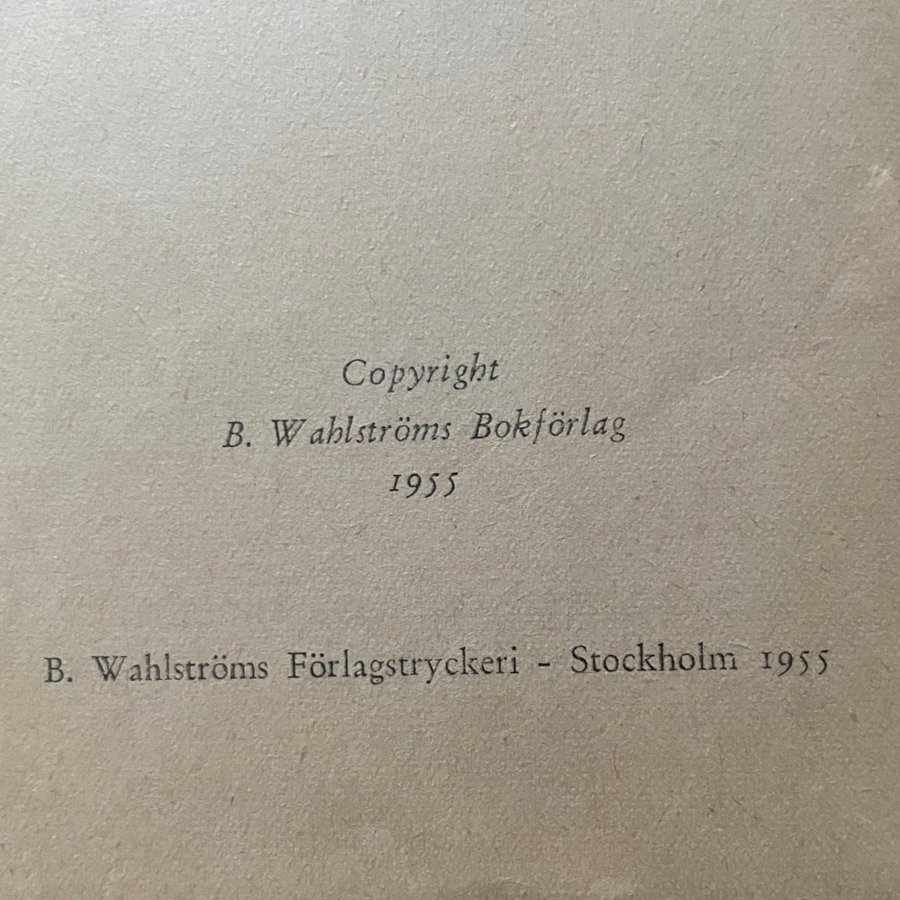 Copyright
B. Wahlströms Bokförlag
1955
B. Wahlströms Förlagstryckeri - Stockholm 1955